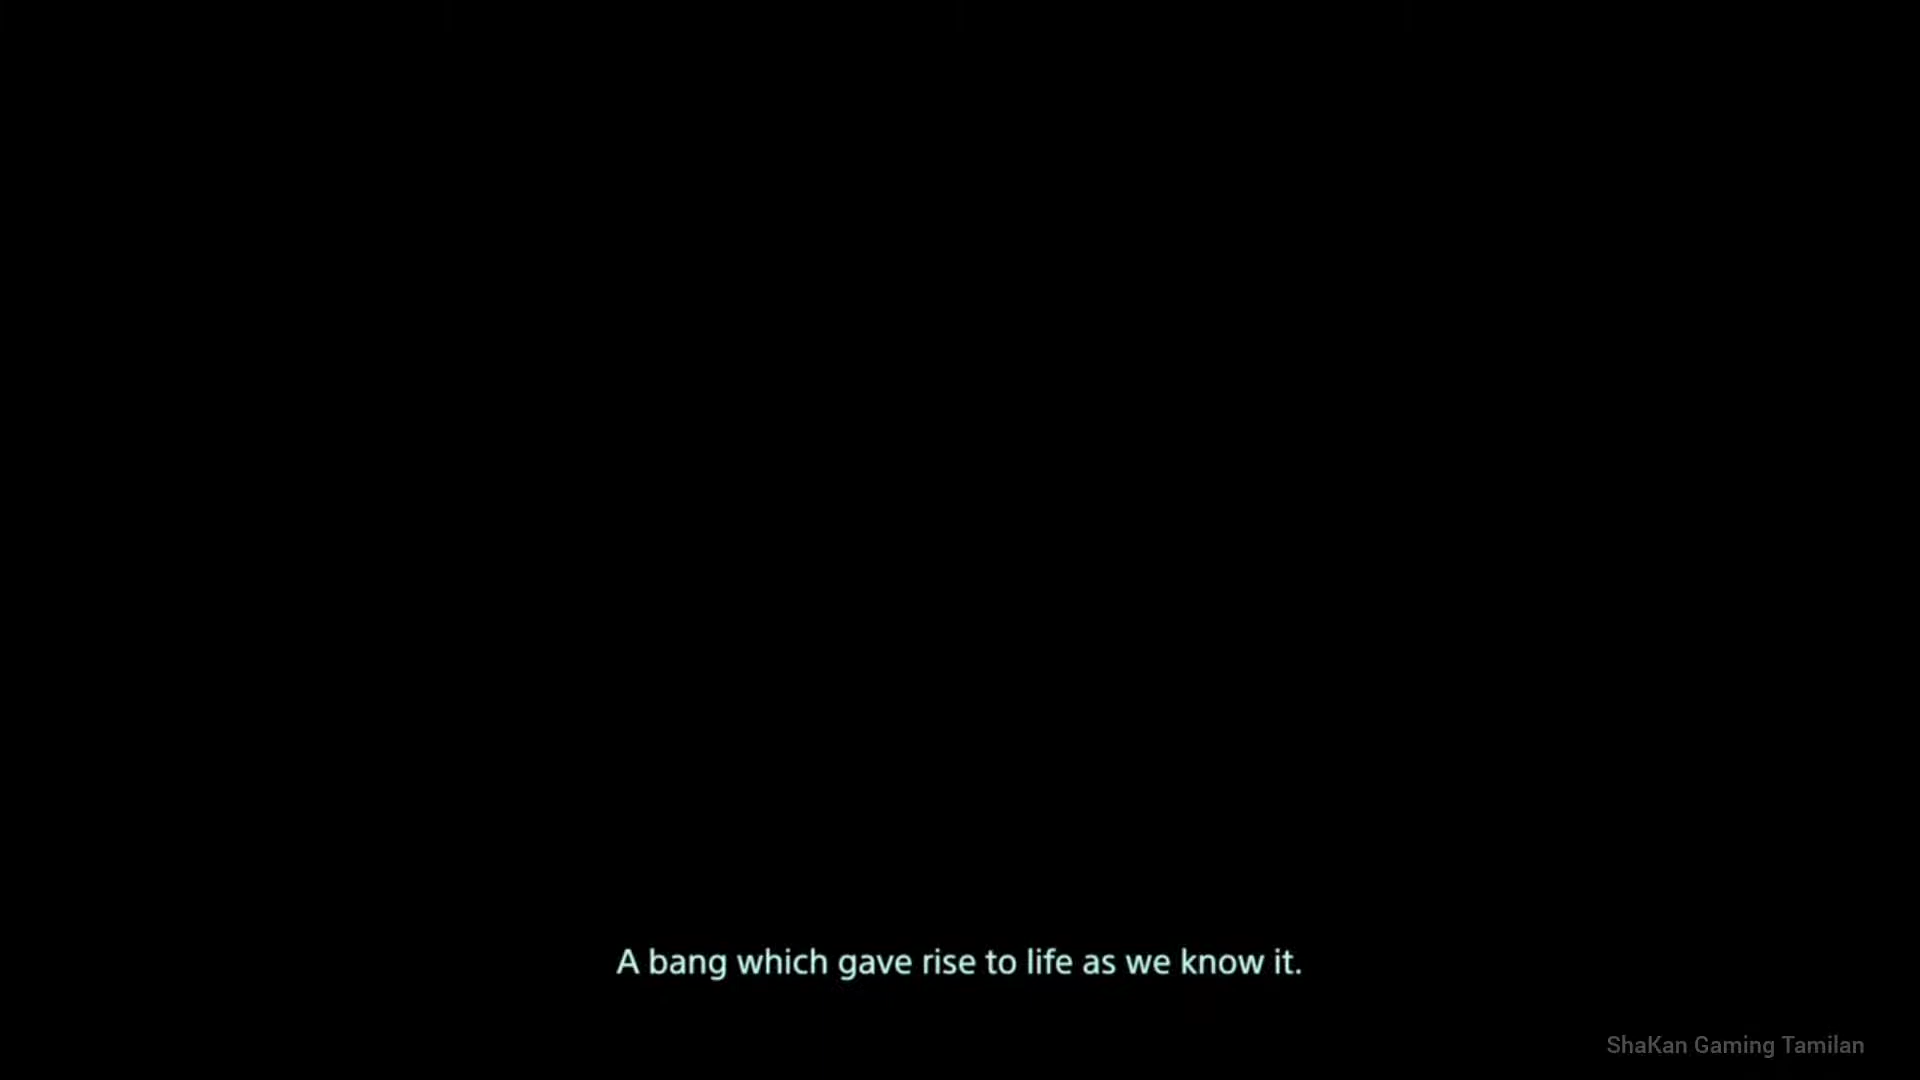 A bang which gave rise to life as we know it.
ShaKan Gaming Tamilan